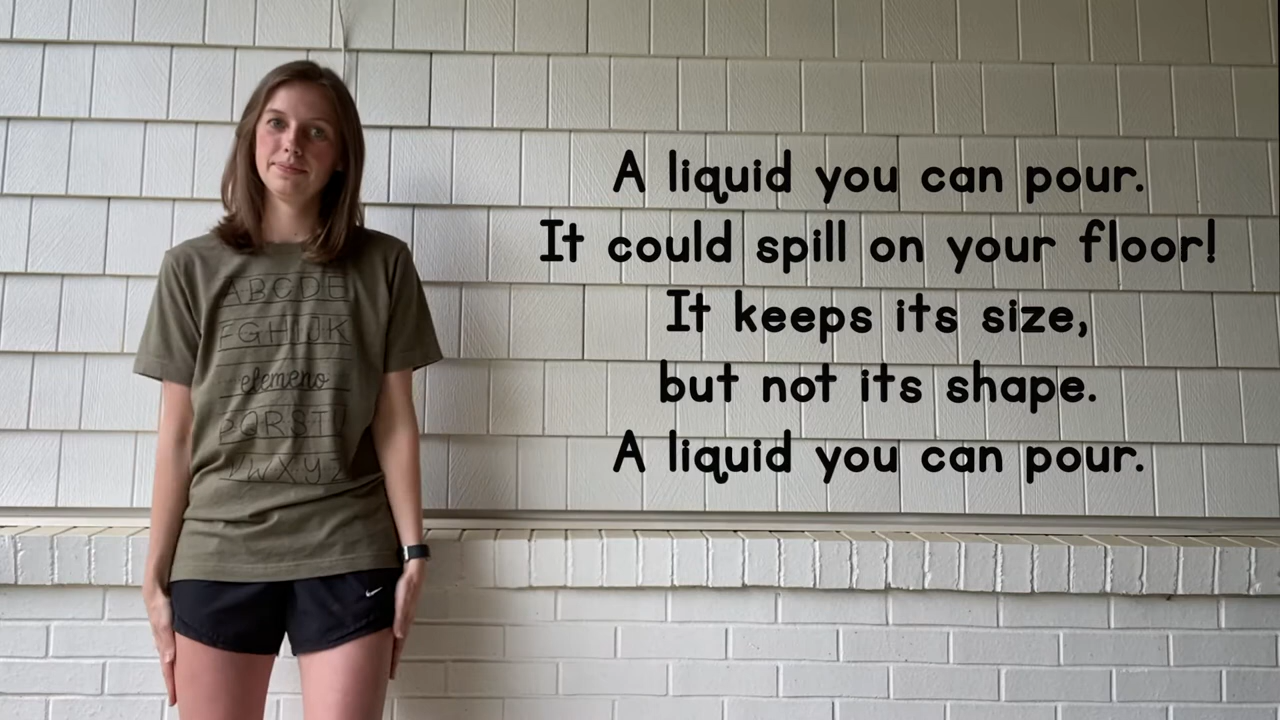 A liquid you can pour.
It could spill on your floor!
It keeps its size,
but not its shape.
A liquid you can pour.
ABCDE
FGHIJK
elemeno
PQRSTU
VWXYZ